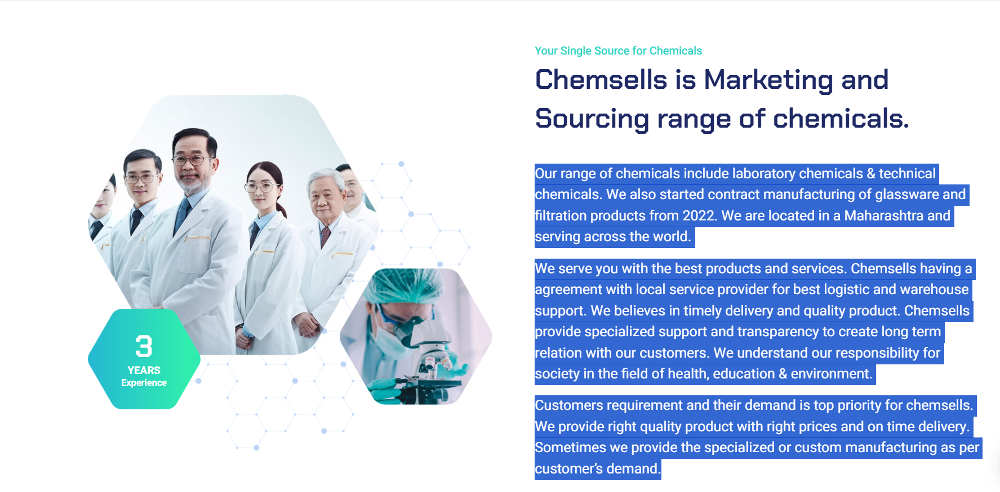 Your Single Source for Chemicals
Chemsells is Marketing and
Sourcing range of chemicals.
Our range of chemicals include laboratory chemicals & technical
chemicals. We also started contract manufacturing of glassware and
filtration products from 2022. We are located in a Maharashtra and
serving across the world.
We serve you with the best products and services. Chemsells having a
agreement with local service provider for best logistic and warehouse
support. We believes in timely delivery and quality product. Chemsells
provide specialized support and transparency to create long term
relation with our customers. We understand our responsibility for
society in the field of health, education & environment.
Customers requirement and their demand is top priority for chemsells.
We provide right quality product with right prices and on time delivery.
Sometimes we provide the specialized or custom manufacturing as per
customer’s demand.
3
YEARS
Experience